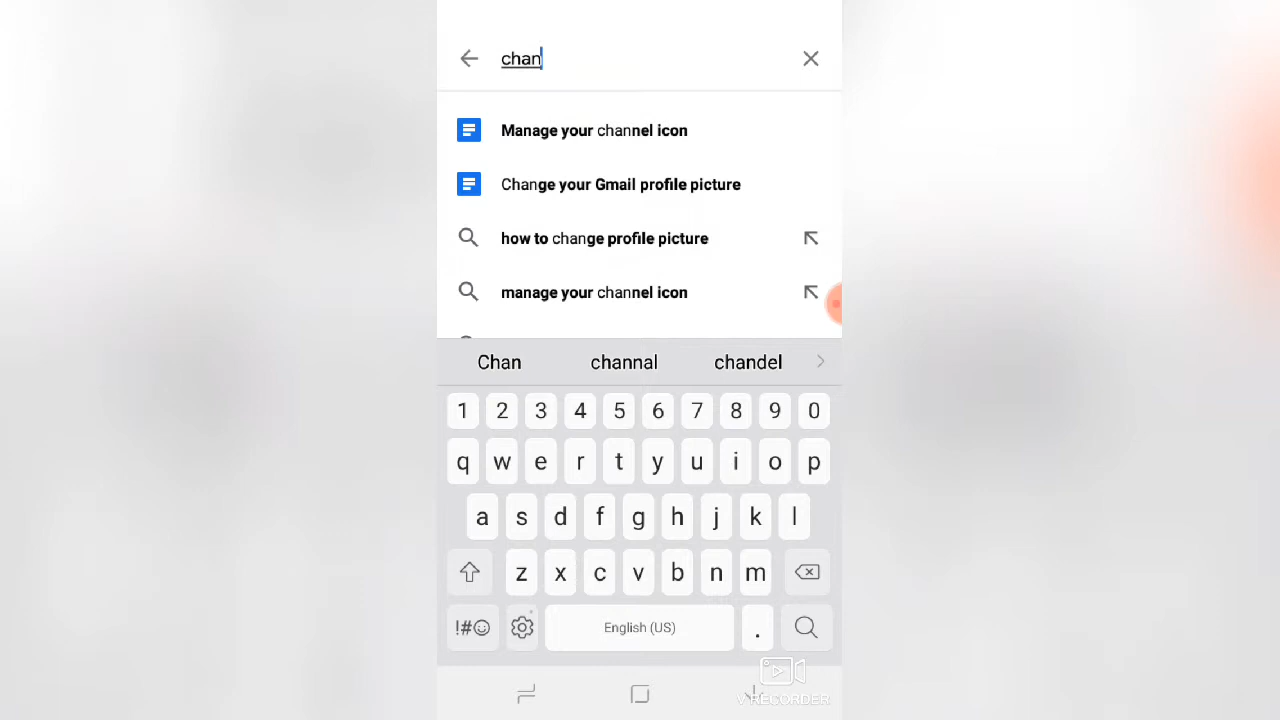 chan
Manage your channel icon
Change your Gmail profile picture
how to change profile picture
manage your channel icon
Chan channal chandel
1 2 3 4 5 6 7 8 9 0
q w e r t y u i o p
a s d f g h j k l
z x c v b n m
!#☺ English (US) .
V RECORDER